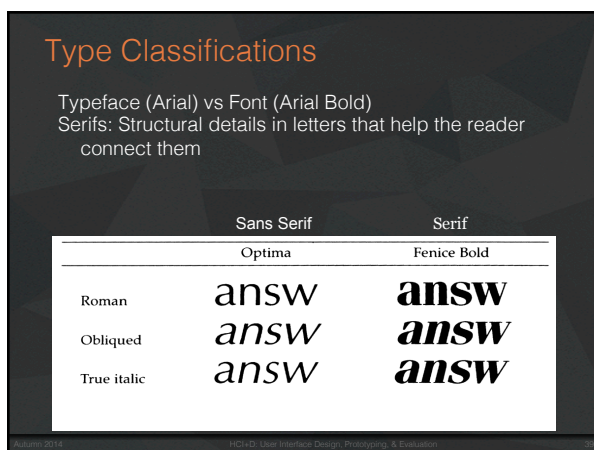 Type Classifications
Typeface (Arial) vs Font (Arial Bold)
Serifs: Structural details in letters that help the reader
connect them
Sans Serif Serif
Optima Fenice Bold
Roman answ answ
Obliqued answ answ
True italic answ answ
Autumn 2014 HCI+D: User Interface Design, Prototyping, & Evaluation 39